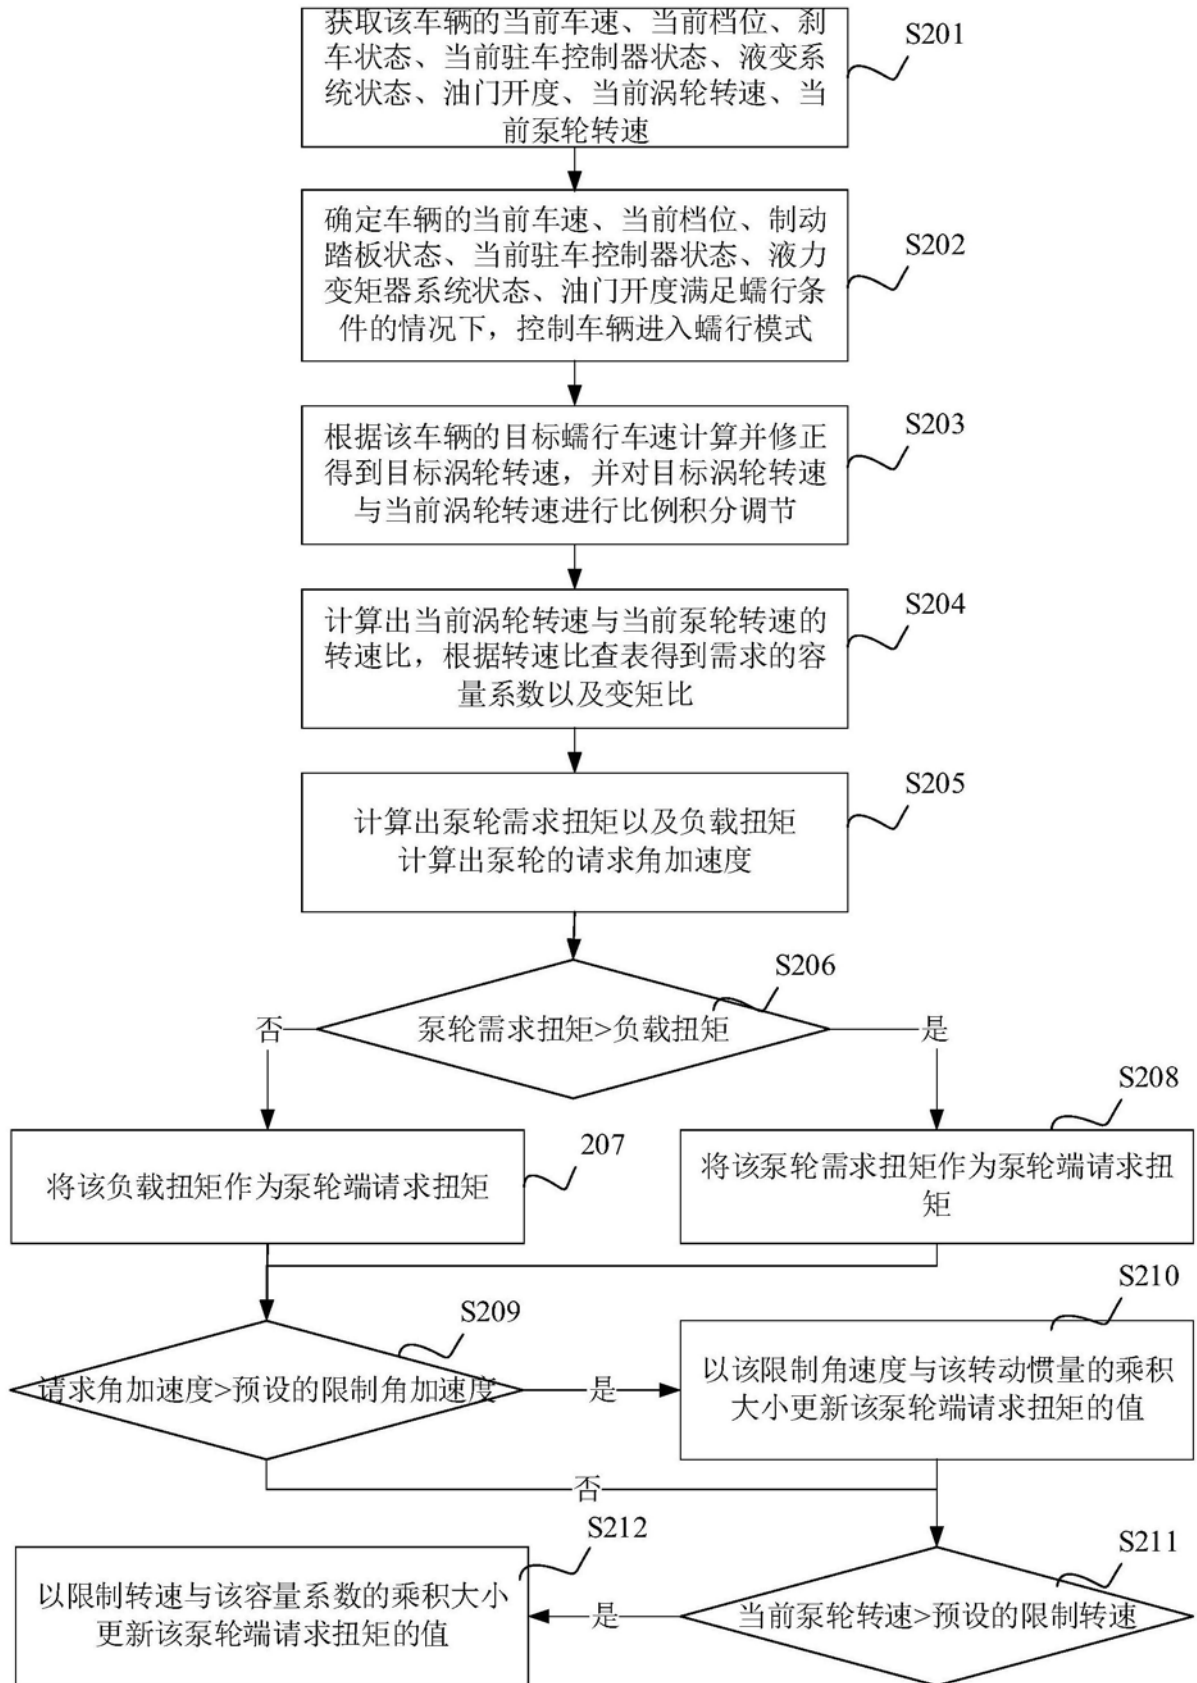 获取该车辆的当前车速、当前档位、刹
车状态、当前驻车控制器状态、液变系
统状态、油门开度、当前涡轮转速、当
前泵轮转速
S201
确定车辆的当前车速、当前档位、制动
踏板状态、当前驻车控制器状态、液力
变矩器系统状态、油门开度满足蠕行条
件的情况下，控制车辆进入蠕行模式
S202
根据该车辆的目标蠕行车速计算并修正
得到目标涡轮转速，并对目标涡轮转速
与当前涡轮转速进行比例积分调节
S203
计算出当前涡轮转速与当前泵轮转速的
转速比，根据转速比查表得到需求的容
量系数以及变矩比
S204
计算出泵轮需求扭矩以及负载扭矩
计算出泵轮的请求角加速度
S205
S206
否
泵轮需求扭矩>负载扭矩
是
将该负载扭矩作为泵轮端请求扭矩
207
S208
将该泵轮需求扭矩作为泵轮端请求扭
矩
S209
请求角加速度>预设的限制角加速度
是
S210
以该限制角速度与该转动惯量的乘积
大小更新该泵轮端请求扭矩的值
否
S211
当前泵轮转速>预设的限制转速
是
S212
以限制转速与该容量系数的乘积大小
更新该泵轮端请求扭矩的值